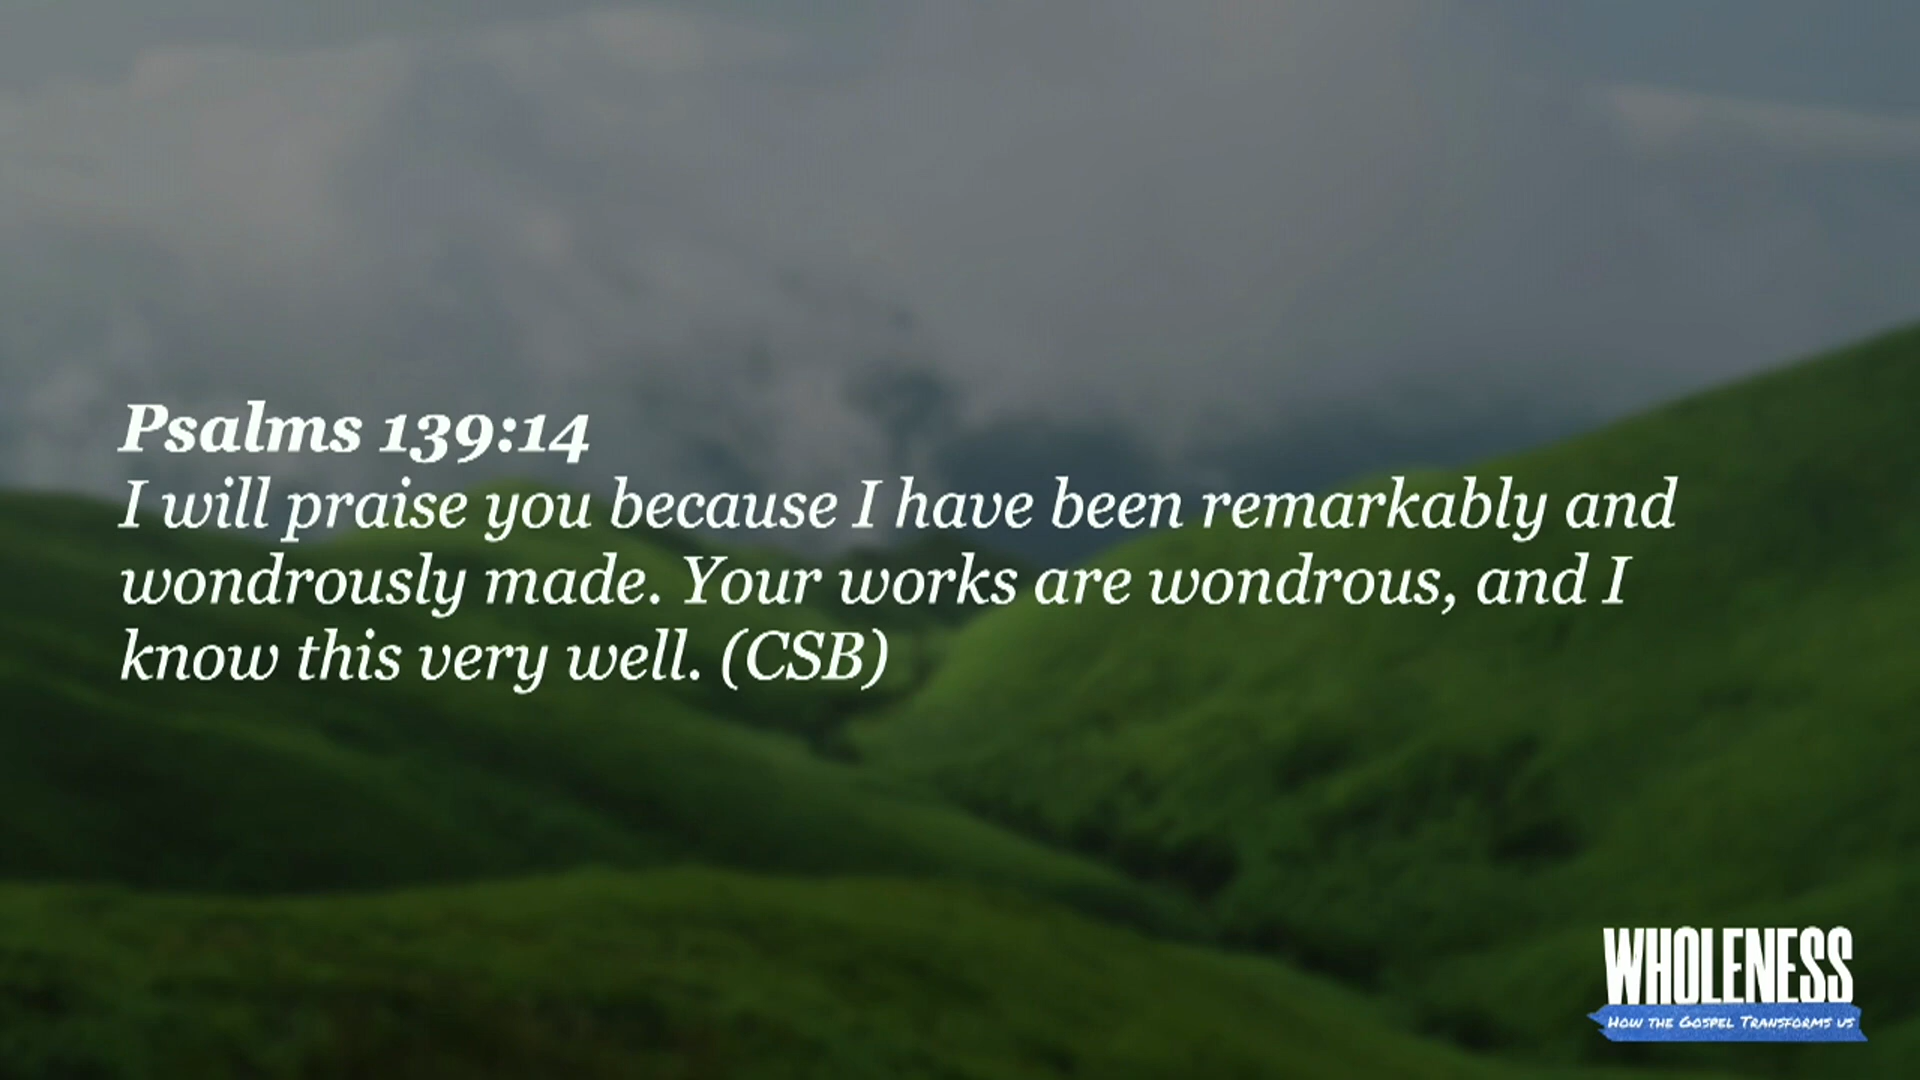 Psalms 139:14
I will praise you because I have been remarkably and
wondrously made. Your works are wondrous, and I
know this very well. (CSB)
WHOLENESS
HOW THE GOSPEL TRANSFORMS US